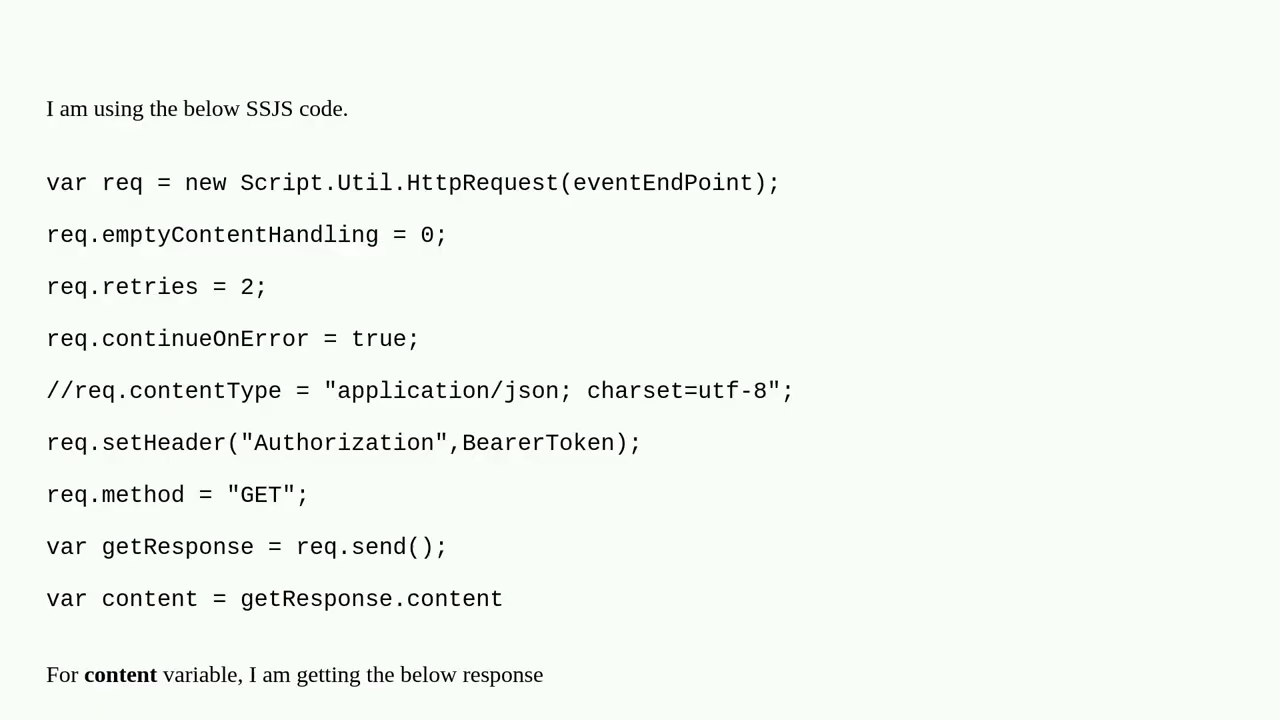 I am using the below SSJS code.
var req = new Script.Util.HttpRequest(eventEndPoint);
req.emptyContentHandling = 0;
req.retries = 2;
req.continueOnError = true;
//req.contentType = "application/json; charset=utf-8";
req.setHeader("Authorization",BearerToken);
req.method = "GET";
var getResponse = req.send();
var content = getResponse.content
For content variable, I am getting the below response